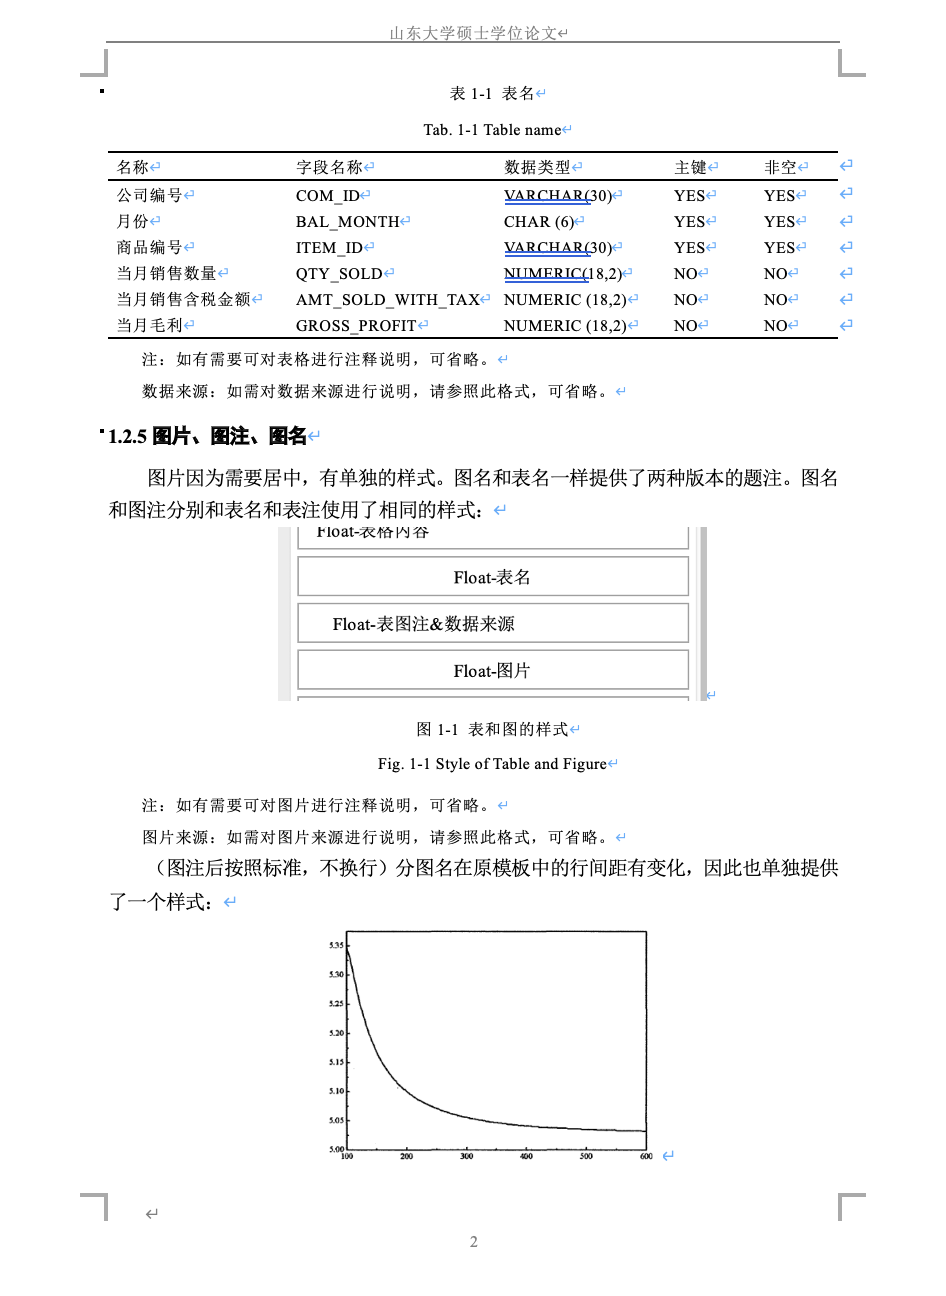 山东大学硕士学位论文
表 1-1 表名
Tab. 1-1 Table name
名称 字段名称 数据类型 主键 非空
公司编号 COM_ID VARCHAR(30) YES YES
月份 BAL_MONTH CHAR (6) YES YES
商品编号 ITEM_ID VARCHAR(30) YES YES
当月销售数量 QTY_SOLD NUMERIC(18,2) NO NO
当月销售含税金额 AMT_SOLD_WITH_TAX NUMERIC (18,2) NO NO
当月毛利 GROSS_PROFIT NUMERIC (18,2) NO NO
注：如有需要可对表格进行注释说明，可省略。
数据来源：如需对数据来源进行说明，请参照此格式，可省略。
1.2.5 图片、图注、图名
图片因为需要居中，有单独的样式。图名和表名一样提供了两种版本的题注。图名
和图注分别和表名和表注使用了相同的样式：
Float-表格内容
Float-表名
Float-表图注&数据来源
Float-图片
图 1-1 表和图的样式
Fig. 1-1 Style of Table and Figure
注：如有需要可对图片进行注释说明，可省略。
图片来源：如需对图片来源进行说明，请参照此格式，可省略。
（图注后按照标准，不换行）分图名在原模板中的行间距有变化，因此也单独提供
了一个样式：
5.35
5.30
5.25
5.20
5.15
5.10
5.05
5.00
100 200 300 400 500 600
2